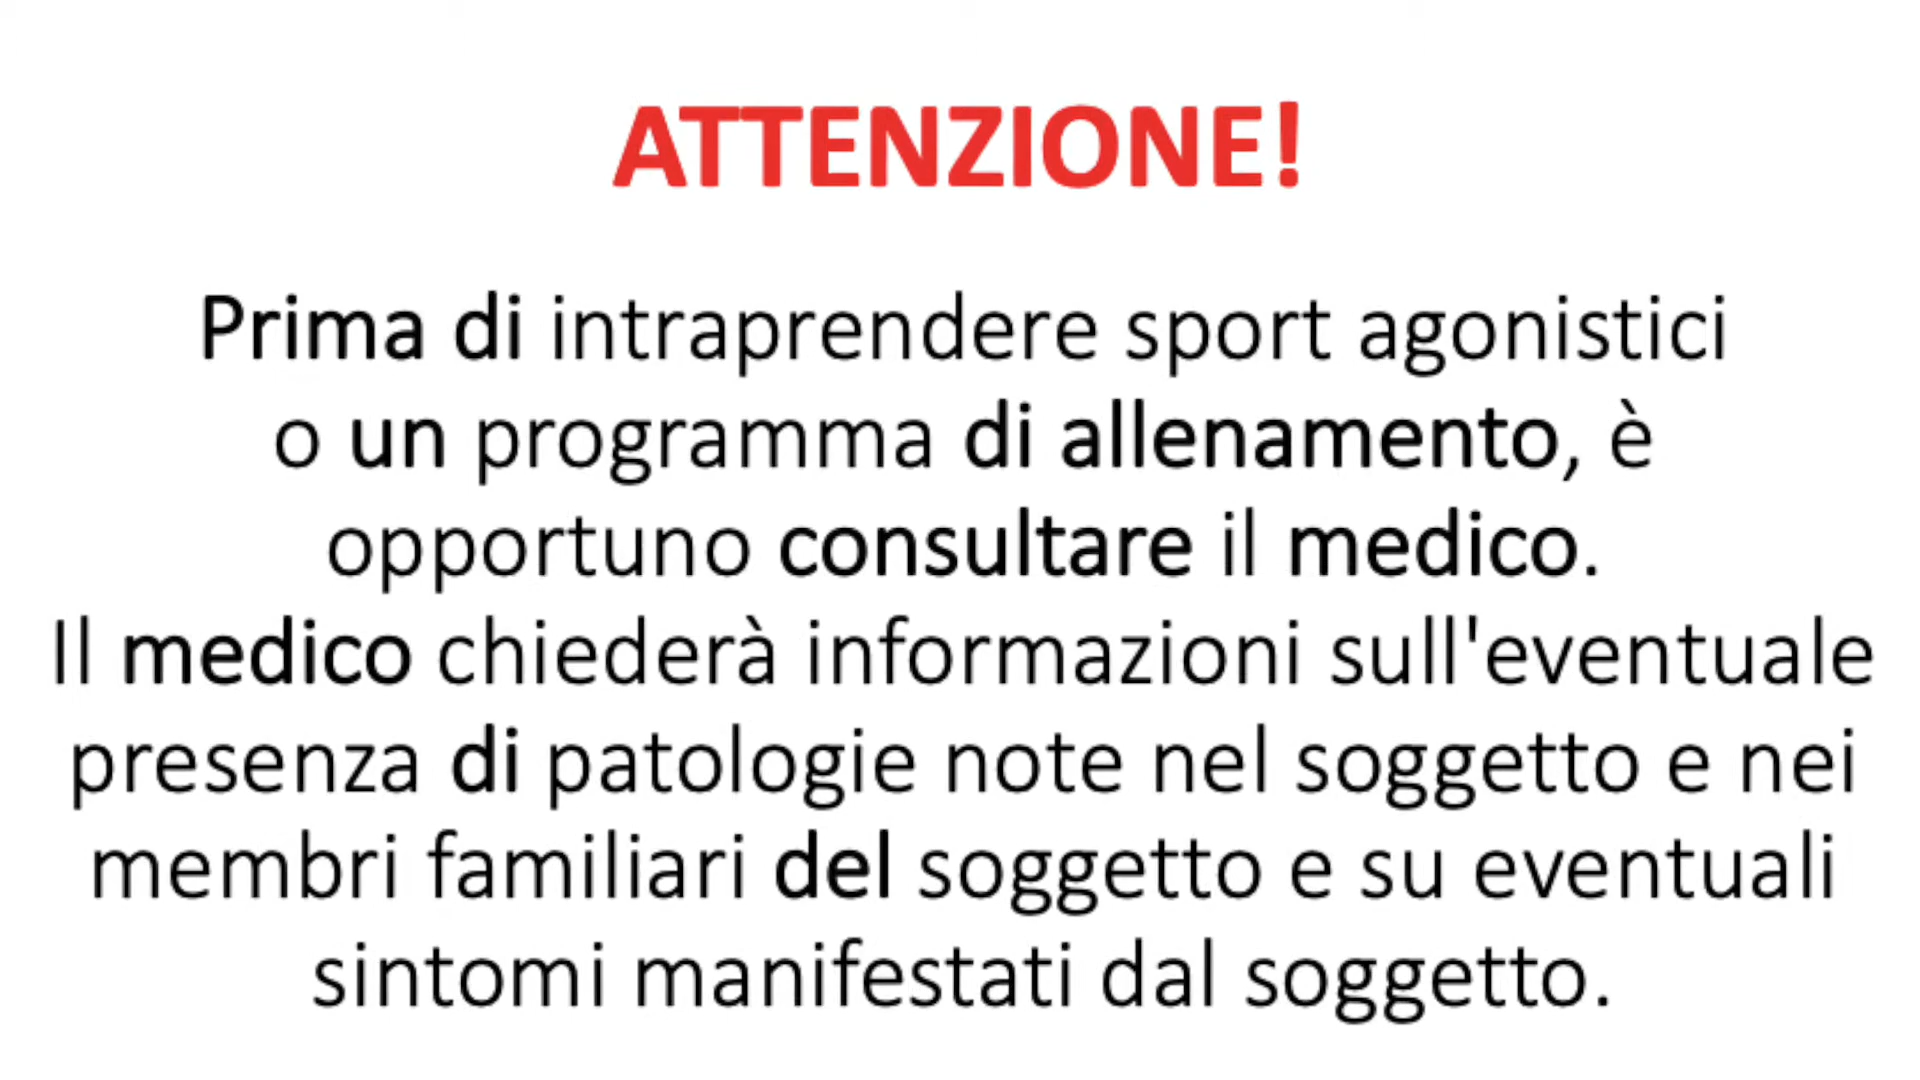 ATTENZIONE!
Prima di intraprendere sport agonistici
o un programma di allenamento, è
opportuno consultare il medico.
Il medico chiederà informazioni sull'eventuale
presenza di patologie note nel soggetto e nei
membri familiari del soggetto e su eventuali
sintomi manifestati dal soggetto.